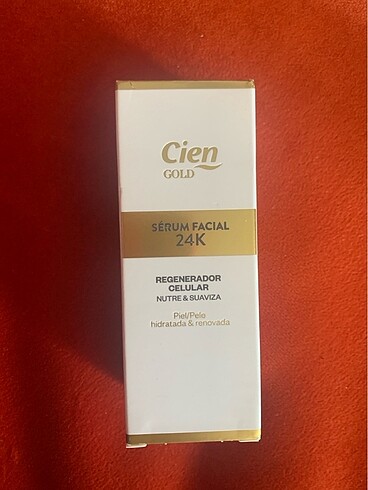 Cien
GOLD
SÉRUM FACIAL
24K
REGENERADOR
CELULAR
NUTRE & SUAVIZA
Piel/Pele
hidratada & renovada